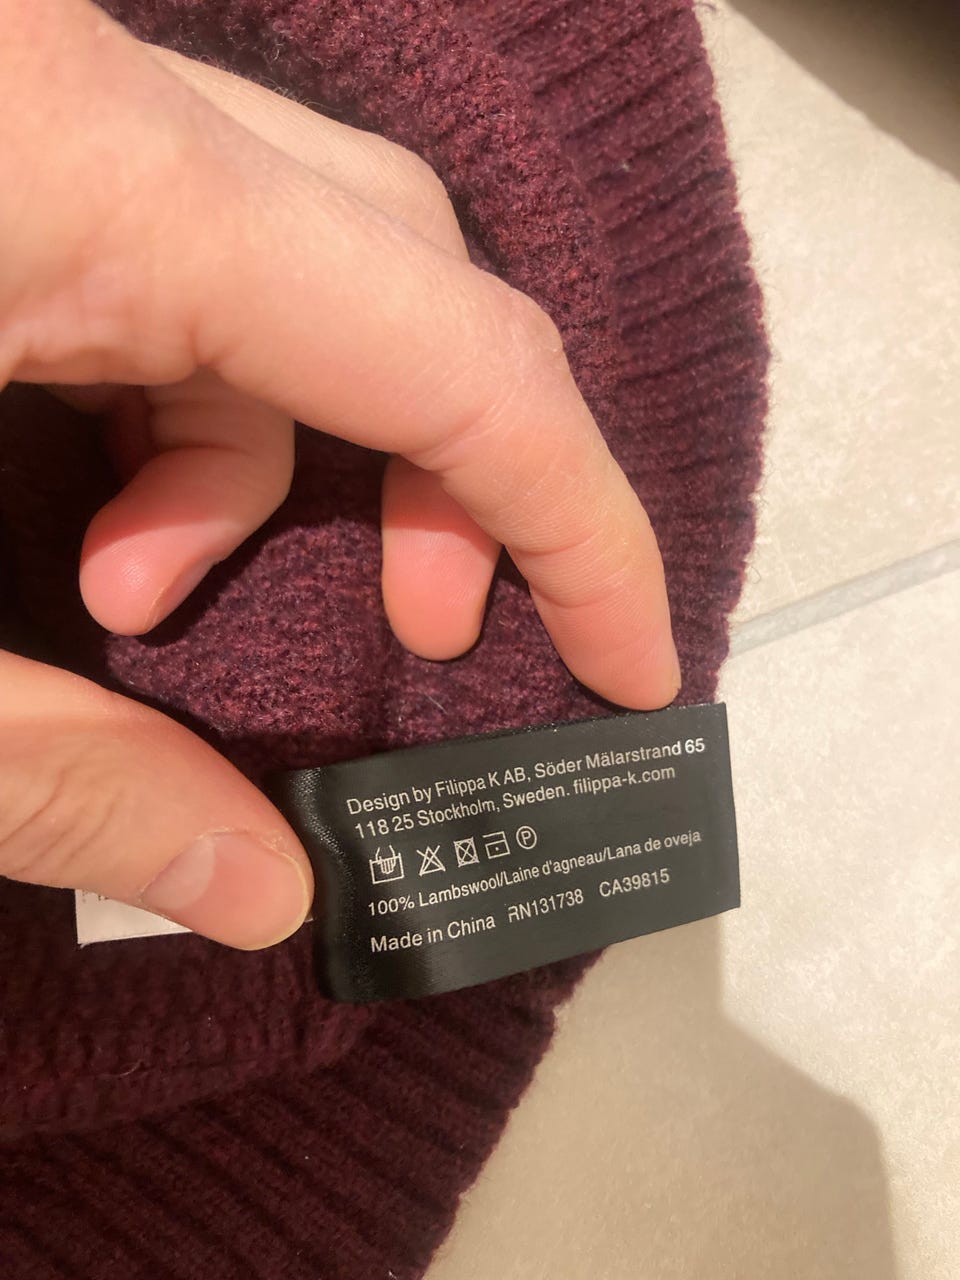 Design by Filippa K AB, Söder Mälarstrand 65
118 25 Stockholm, Sweden. filippa-k.com
P
100% Lambswool/Laine d'agneau/Lana de oveja
Made in China RN131738 CA39815